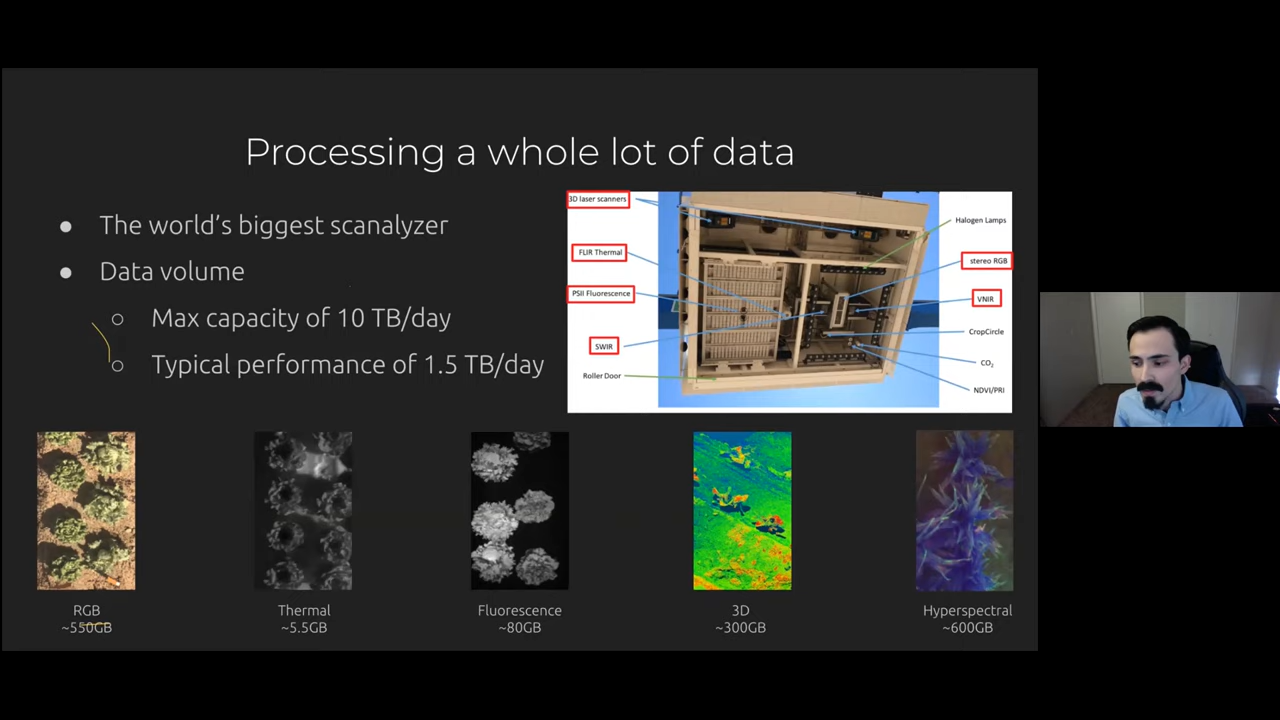 Processing a whole lot of data
● The world’s biggest scanalyzer
● Data volume
○ Max capacity of 10 TB/day
○ Typical performance of 1.5 TB/day
3D laser scanners
FLIR Thermal
PSII Fluorescence
SWIR
Roller Door
Halogen Lamps
stereo RGB
VNIR
CropCircle
CO₂
NDVI/PRI
RGB
~550GB
Thermal
~5.5GB
Fluorescence
~80GB
3D
~300GB
Hyperspectral
~600GB